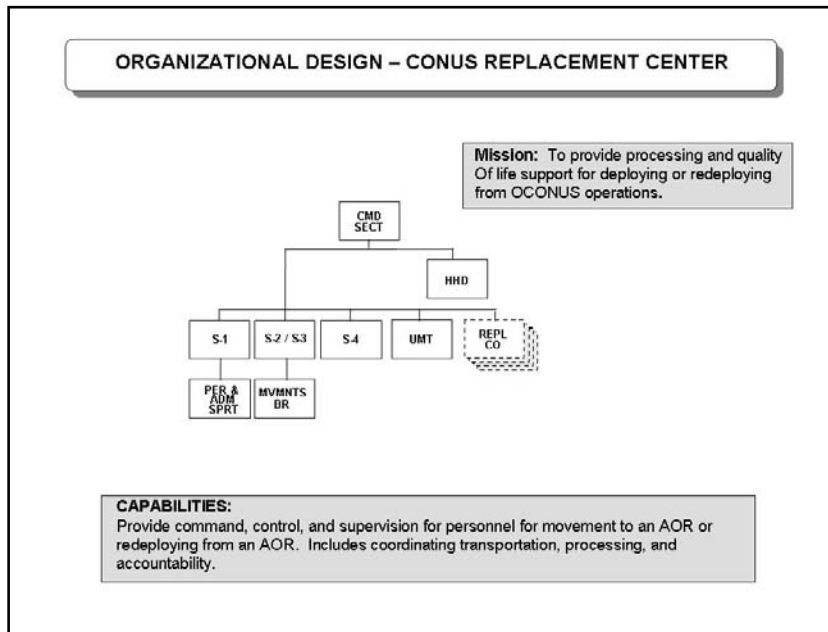 ORGANIZATIONAL DESIGN – CONUS REPLACEMENT CENTER
Mission: To provide processing and quality
Of life support for deploying or redeploying
from OCONUS operations.
CMD
SECT
HHD
S-1
S-2 / S-3
S-4
UMT
REPL
CO
PER &
ADM
SPRT
MVMNTS
BR
CAPABILITIES:
Provide command, control, and supervision for personnel for movement to an AOR or
redeploying from an AOR. Includes coordinating transportation, processing, and
accountability.